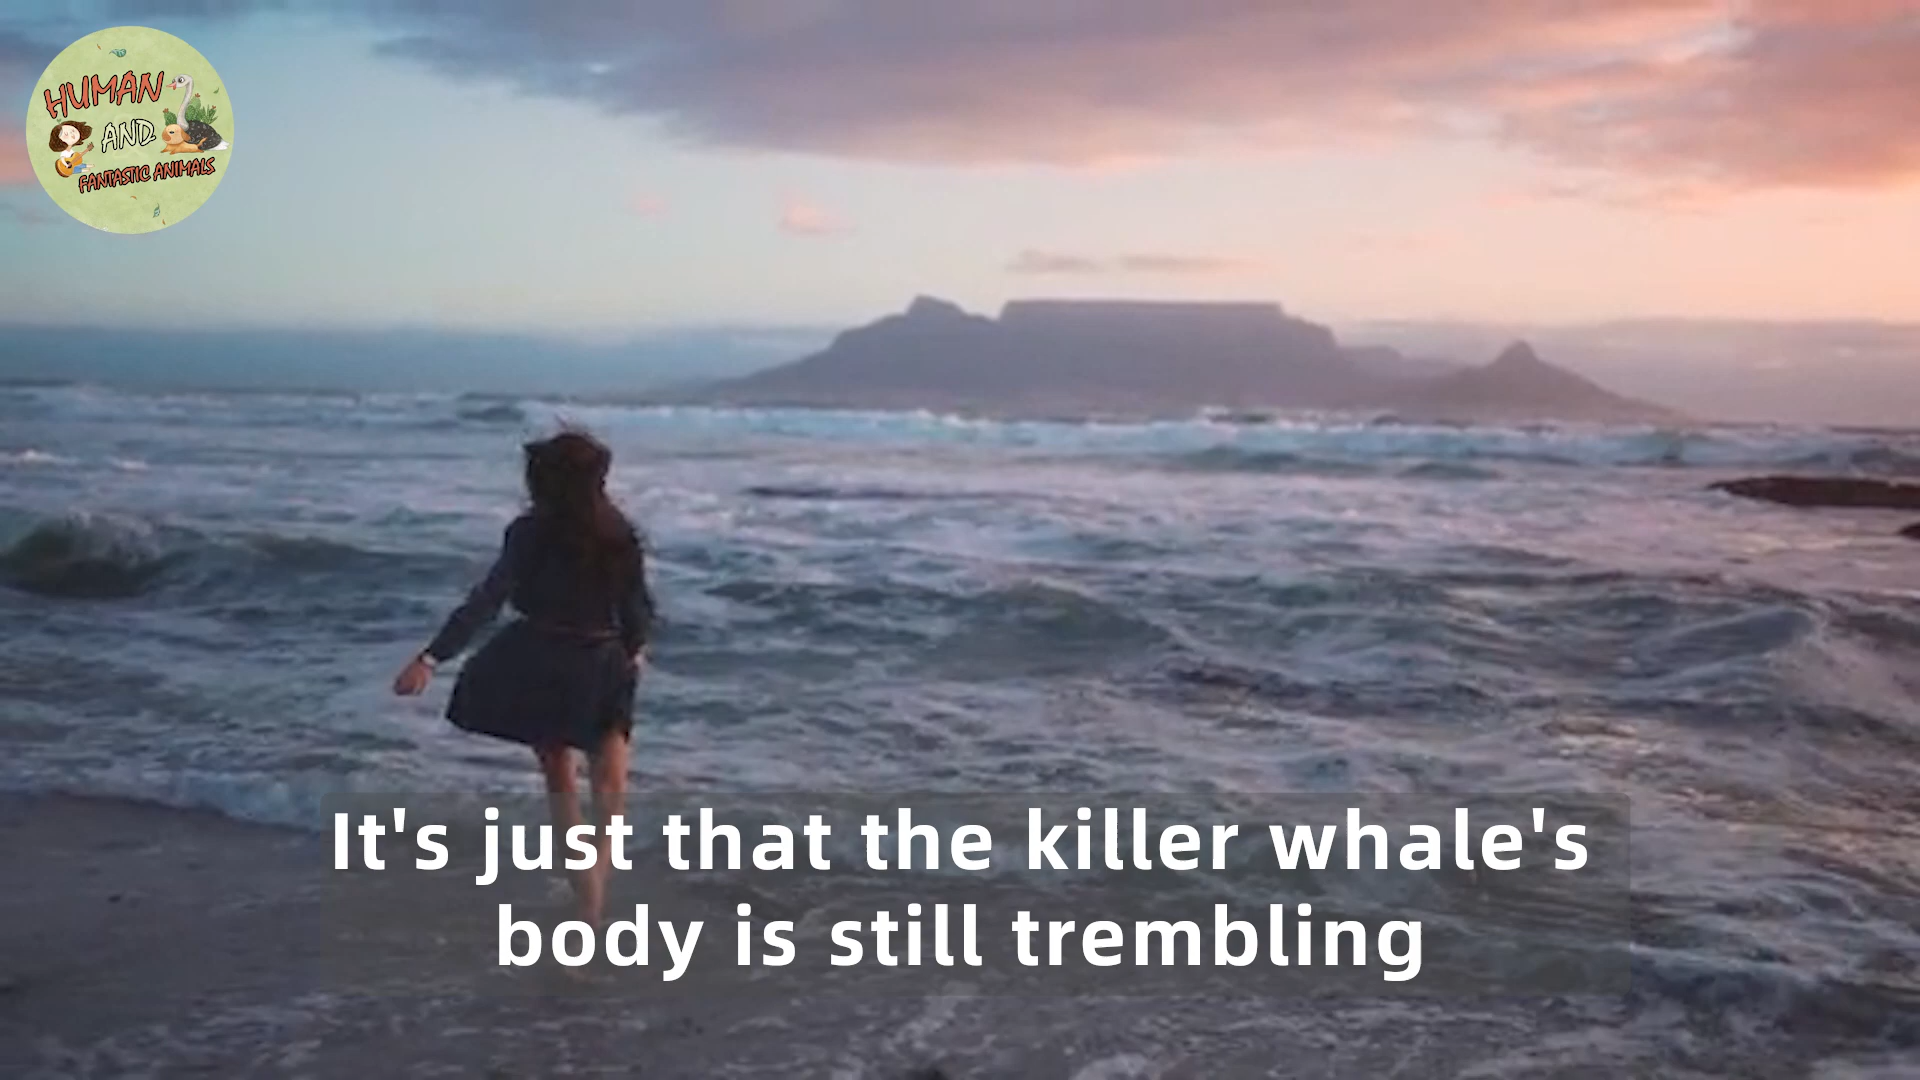 HUMAN
AND
FANTASTIC ANIMALS
It's just that the killer whale's
body is still trembling